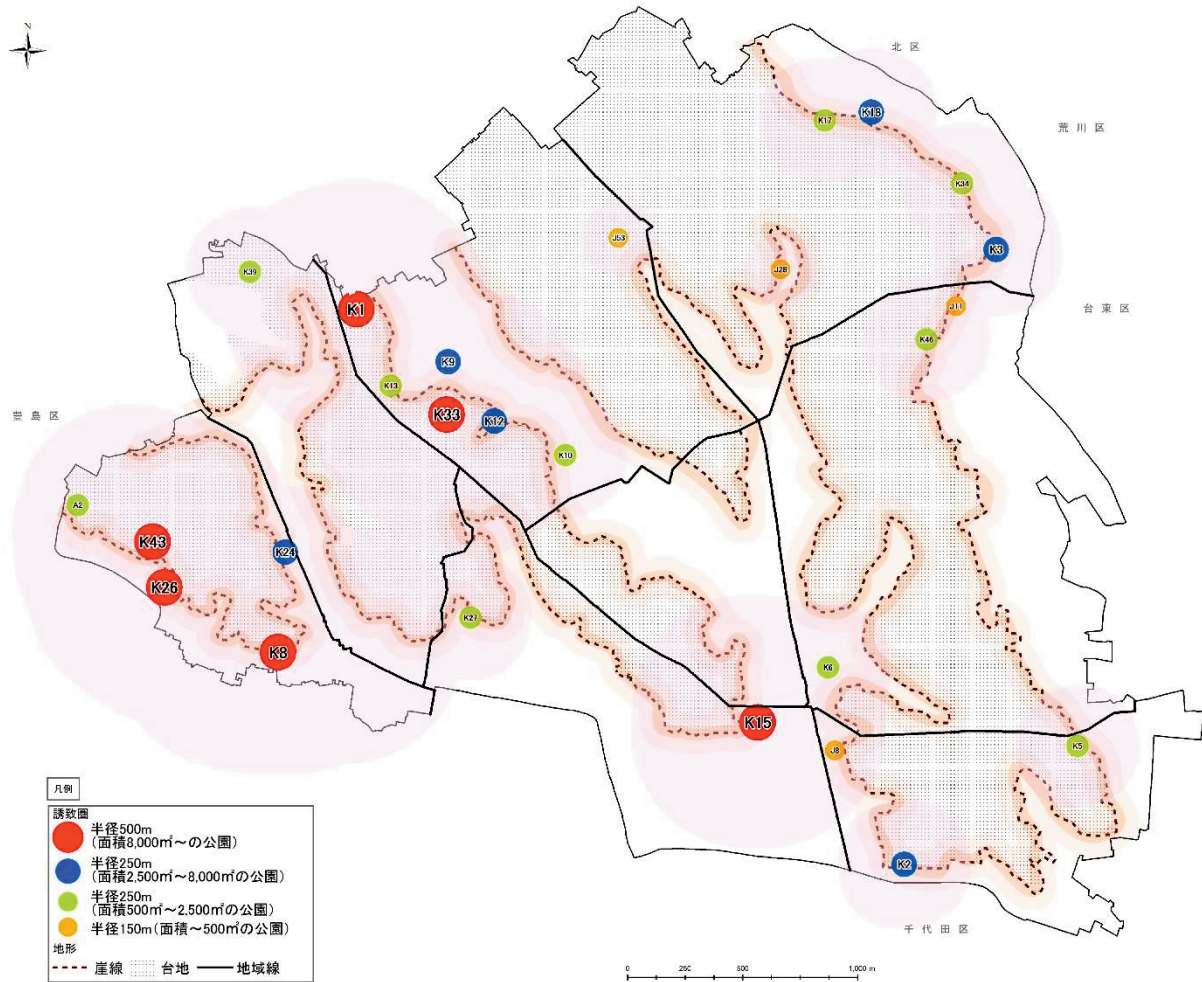 N
北区
荒川区
台東区
豊島区
千代田区
K18
K17
K34
K3
J53
J28
J11
K46
K39
K1
K9
K13
K33
K12
K10
A2
K43
K24
K26
K27
K8
K6
K15
J8
K5
K2
凡例
誘致圏
半径500m
(面積8,000㎡～の公園)
半径250m
(面積2,500㎡～8,000㎡の公園)
半径250m
(面積500㎡～2,500㎡の公園)
半径150m(面積～500㎡の公園)
地形
崖線 台地 地域線
0 250 500 1,000 m